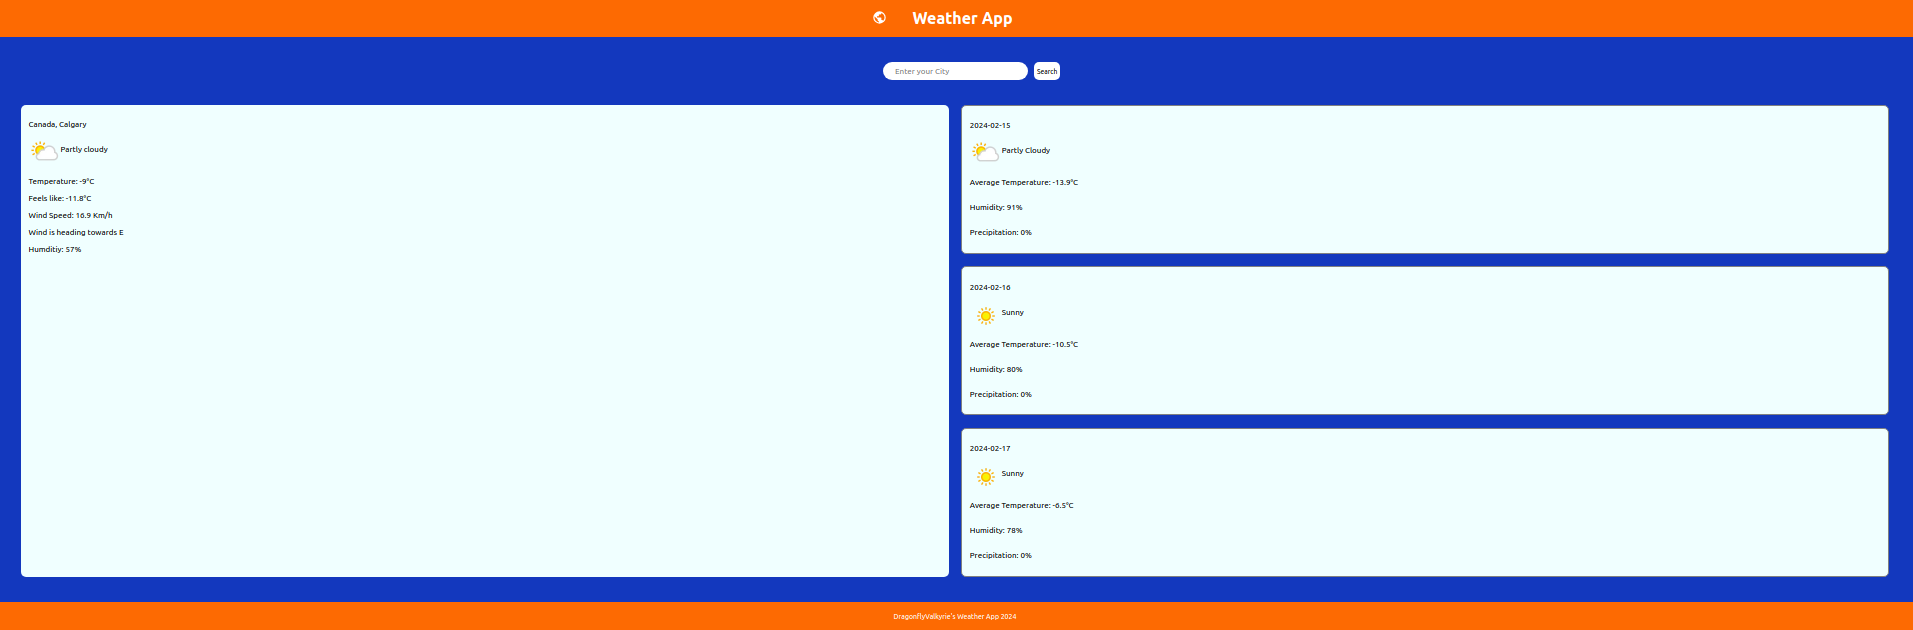 Weather App
Enter your City
Search
Canada, Calgary
Partly cloudy
Temperature: -9°C
Feels like: -11.8°C
Wind Speed: 16.9 Km/h
Wind is heading towards E
Humditiy: 57%
2024-02-15
Partly Cloudy
Average Temperature: -13.9°C
Humidity: 91%
Precipitation: 0%
2024-02-16
Sunny
Average Temperature: -10.5°C
Humidity: 80%
Precipitation: 0%
2024-02-17
Sunny
Average Temperature: -6.5°C
Humidity: 78%
Precipitation: 0%
DragonflyValkyrie's Weather App 2024